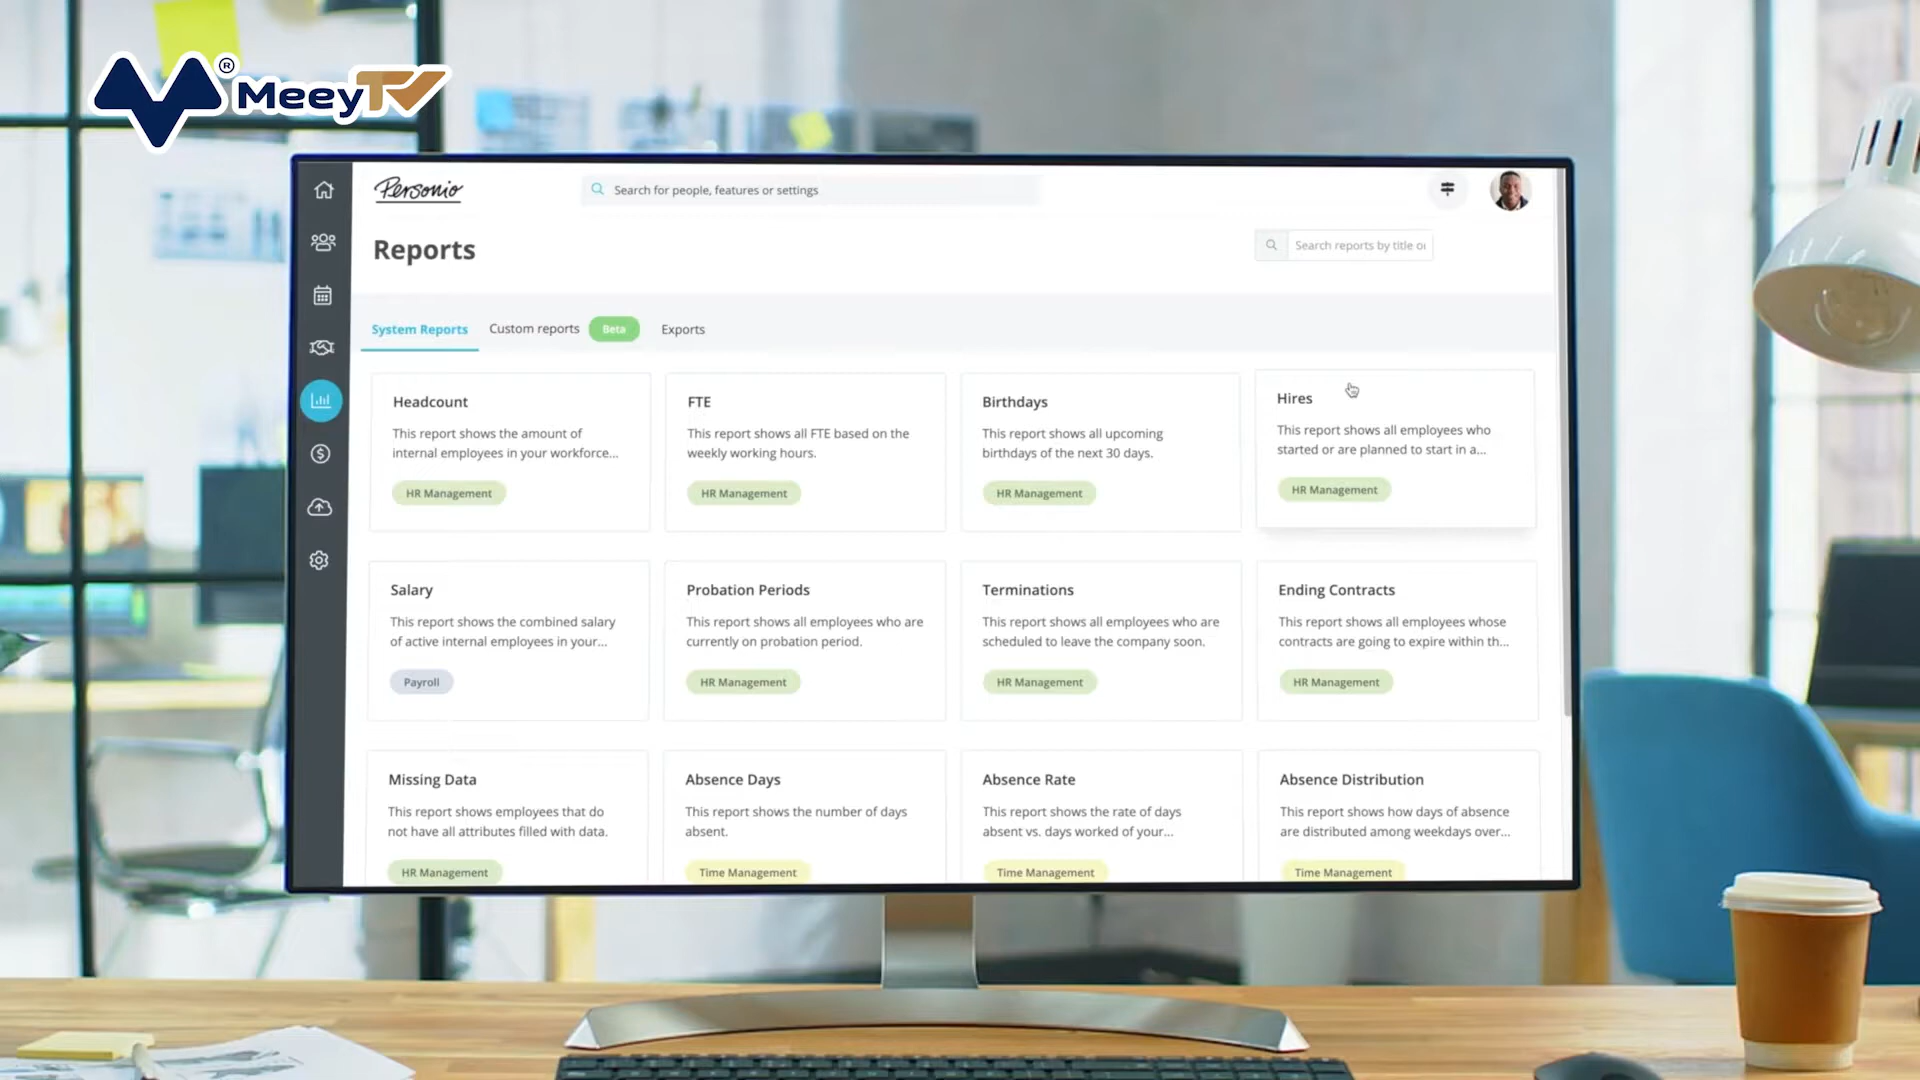 ® MeeyTV
Personio
Search for people, features or settings
Reports
Search reports by title or
System Reports
Custom reports
Beta
Exports
Headcount
This report shows the amount of
internal employees in your workforce...
HR Management
FTE
This report shows all FTE based on the
weekly working hours.
HR Management
Birthdays
This report shows all upcoming
birthdays of the next 30 days.
HR Management
Hires
This report shows all employees who
started or are planned to start in a...
HR Management
Salary
This report shows the combined salary
of active internal employees in your...
Payroll
Probation Periods
This report shows all employees who are
currently on probation period.
HR Management
Terminations
This report shows all employees who are
scheduled to leave the company soon.
HR Management
Ending Contracts
This report shows all employees whose
contracts are going to expire within th...
HR Management
Missing Data
This report shows employees that do
not have all attributes filled with data.
HR Management
Absence Days
This report shows the number of days
absent.
Time Management
Absence Rate
This report shows the rate of days
absent vs. days worked of your...
Time Management
Absence Distribution
This report shows how days of absence
are distributed among weekdays over...
Time Management